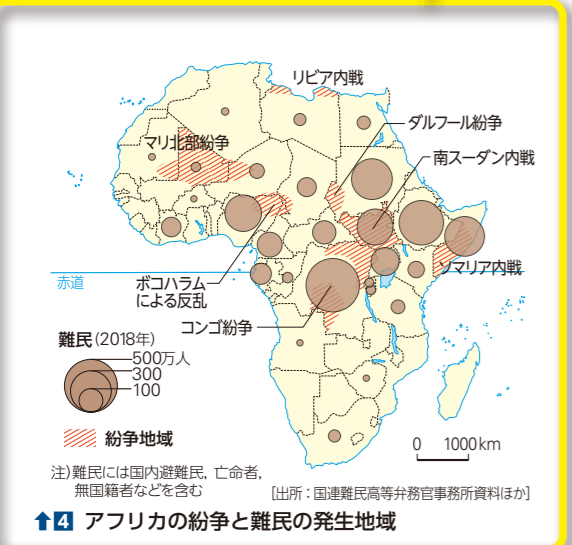 リビア内戦
ダルフール紛争
マリ北部紛争
南スーダン内戦
ソマリア内戦
赤道
ボコハラム
による反乱
コンゴ紛争
難民(2018年)
500万人
300
100
紛争地域
0 1000km
注)難民には国内避難民,亡命者,
無国籍者などを含む
[出所:国連難民高等弁務官事務所資料ほか]
⬆4 アフリカの紛争と難民の発生地域